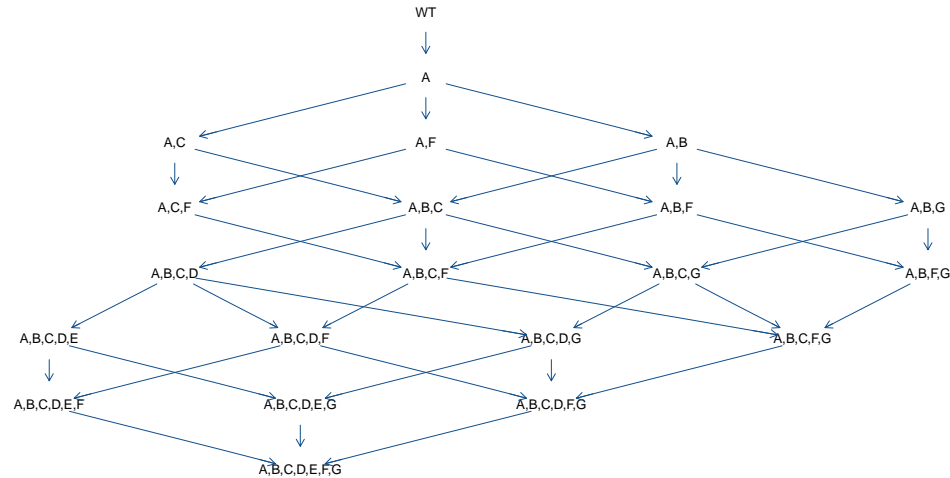 WT
A
A,C
A,F
A,B
A,C,F
A,B,C
A,B,F
A,B,G
A,B,C,D
A,B,C,F
A,B,C,G
A,B,F,G
A,B,C,D,E
A,B,C,D,F
A,B,C,D,G
A,B,C,F,G
A,B,C,D,E,F
A,B,C,D,E,G
A,B,C,D,F,G
A,B,C,D,E,F,G